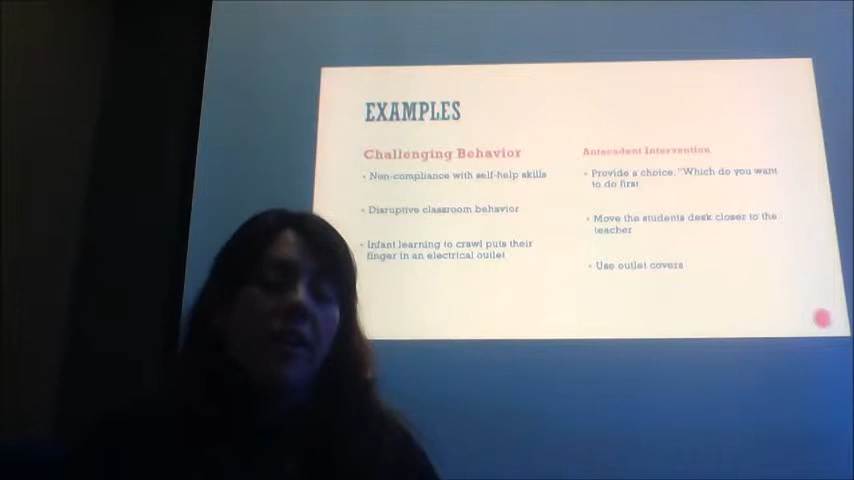 EXAMPLES
Challenging Behavior
• Non-compliance with self-help skills
• Disruptive classroom behavior
• Infant learning to crawl puts their
finger in an electrical outlet
Antecedent Intervention
• Provide a choice, "Which do you want
to do first
• Move the students desk closer to the
teacher
• Use outlet covers